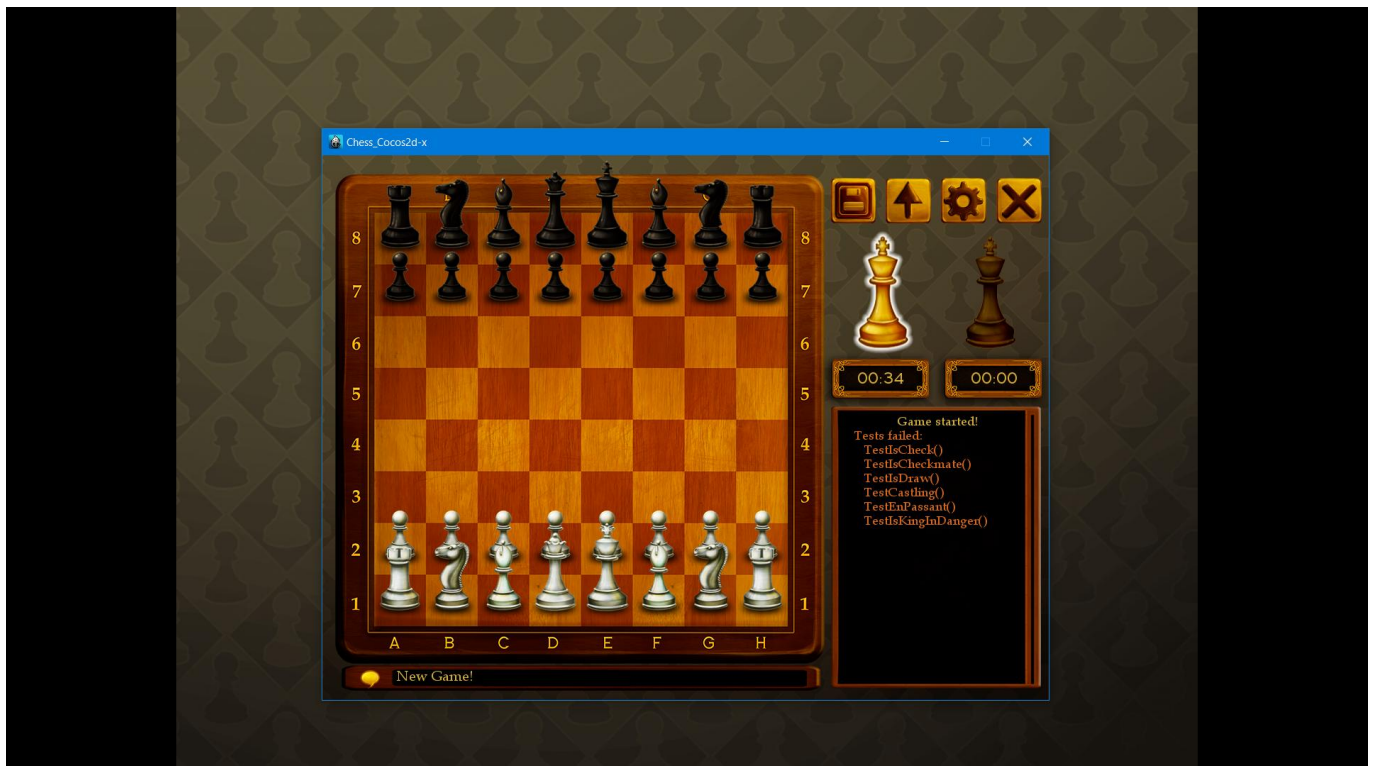 Chess_Cocos2d-x
8 8
7 7
6 6
5 5
4 4
3 3
2 2
1 1
A B C D E F G H
New Game!
00:34 00:00
Game started!
Tests failed:
TestIsCheck()
TestIsCheckmate()
TestIsDraw()
TestCastling()
TestEnPassant()
TestIsKingInDanger()